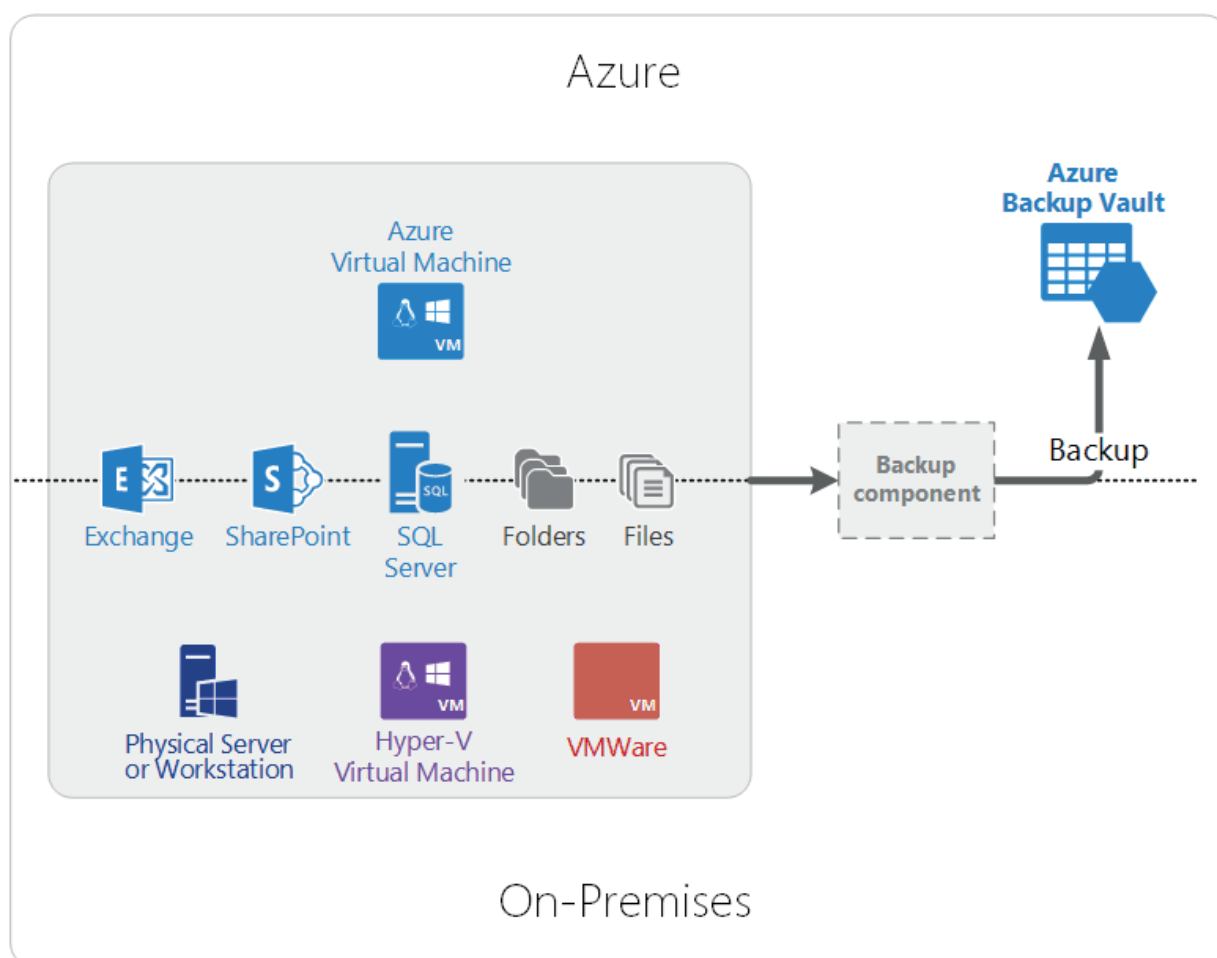 Azure
Azure
Backup Vault
Azure
Virtual Machine
VM
Backup
Backup
component
E
S
SQL
Exchange
SharePoint
SQL
Server
Folders
Files
VM
VM
Physical Server
or Workstation
Hyper-V
Virtual Machine
VMWare
On-Premises